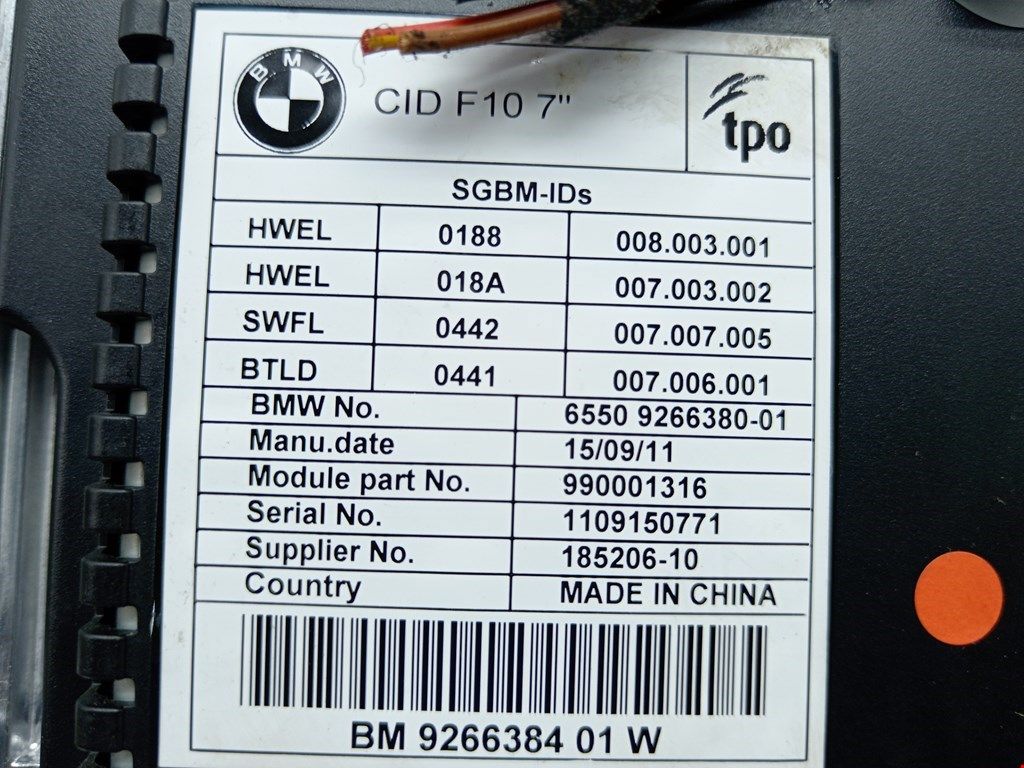 BMW
CID F10 7"
tpo
SGBM-IDs
HWEL 0188 008.003.001
HWEL 018A 007.003.002
SWFL 0442 007.007.005
BTLD 0441 007.006.001
BMW No. 6550 9266380-01
Manu.date 15/09/11
Module part No. 990001316
Serial No. 1109150771
Supplier No. 185206-10
Country MADE IN CHINA
BM 9266384 01 W